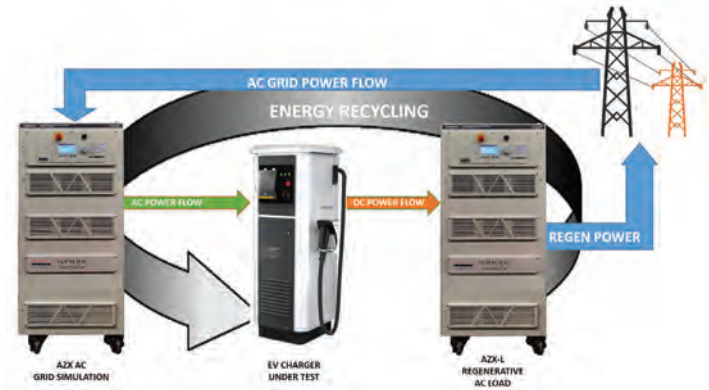 AC GRID POWER FLOW
ENERGY RECYCLING
AC POWER FLOW
DC POWER FLOW
REGEN POWER
AZX AC
GRID SIMULATION
EV CHARGER
UNDER TEST
AZX-L
REGENERATIVE
AC LOAD